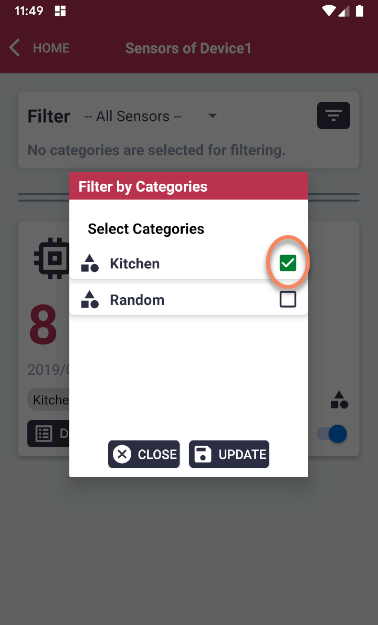 11:49
HOME Sensors of Device1
Filter -- All Sensors --
No categories are selected for filtering.
Filter by Categories
Select Categories
Kitchen
Random
8
2019/0
Kitche
D
CLOSE UPDATE